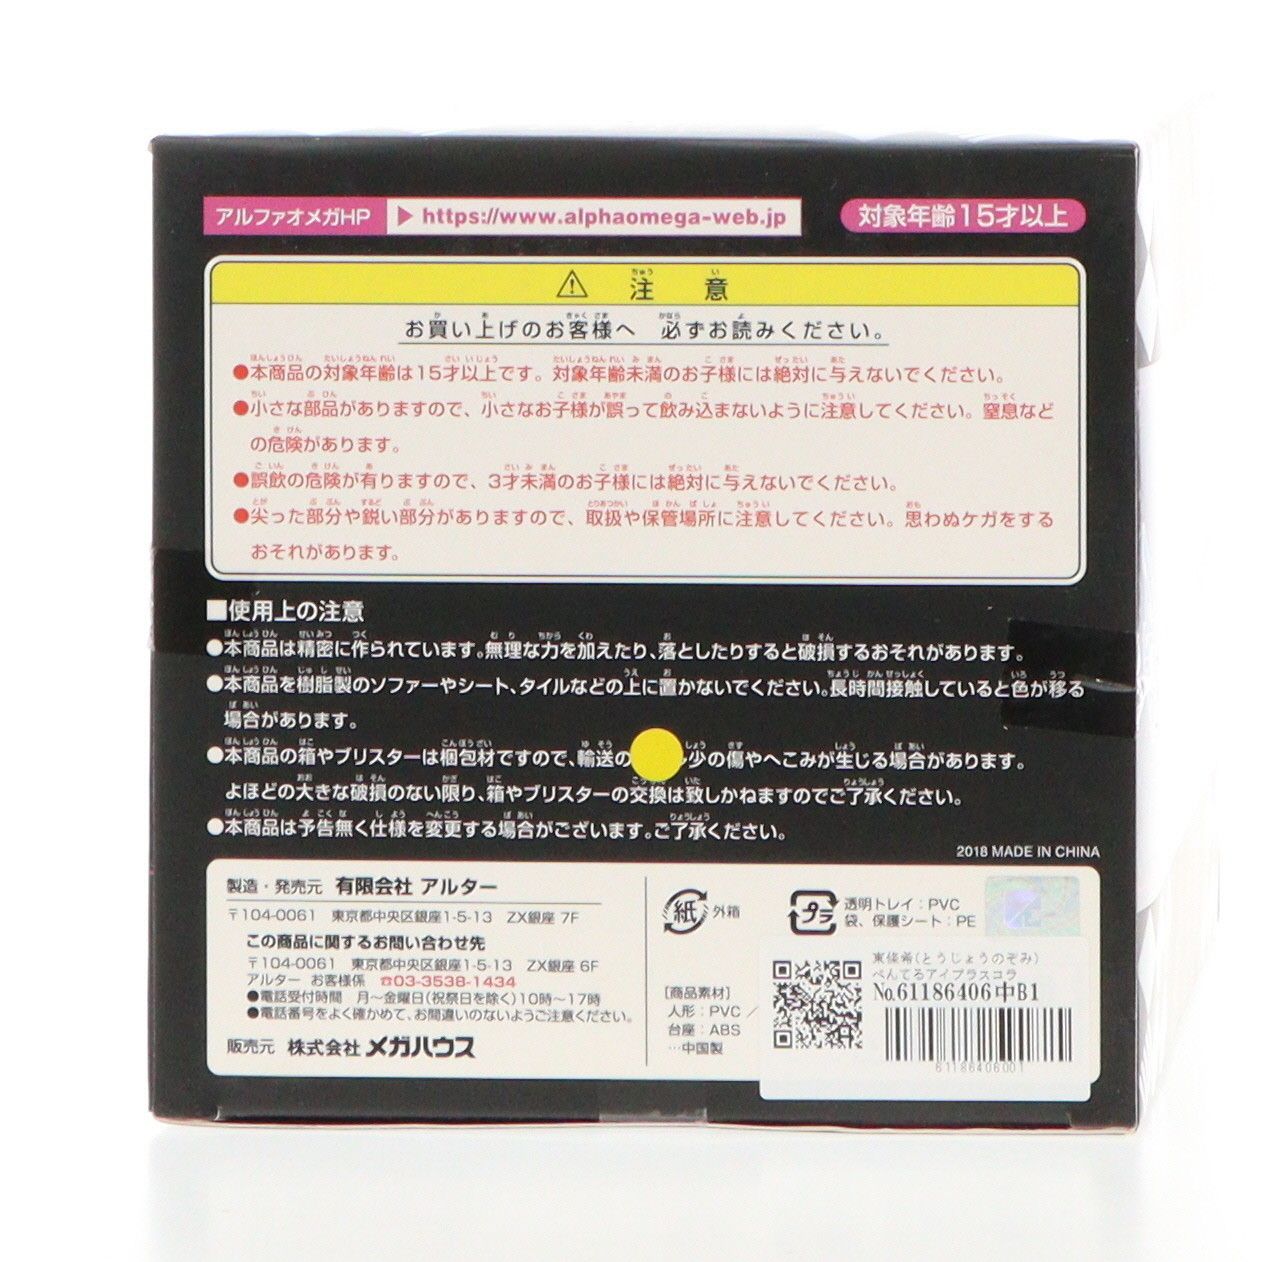 アルファオメガHP ▶ https://www.alphaomega-web.jp
対象年齢15才以上
⚠ 注意
お買い上げのお客様へ 必ずお読みください。
●本商品の対象年齢は15才以上です。対象年齢未満のお子様には絶対に与えないでください。
●小さな部品がありますので、小さなお子様が誤って飲み込まないように注意してください。窒息など
の危険があります。
●誤飲の危険が有りますので、3才未満のお子様には絶対に与えないでください。
●尖った部分や鋭い部分がありますので、取扱や保管場所に注意してください。思わぬケガをする
おそれがあります。
■使用上の注意
●本商品は精密に作られています。無理な力を加えたり、落としたりすると破損するおそれがあります。
●本商品を樹脂製のソファーやシート、タイルなどの上に置かないでください。長時間接触していると色が移る
場合があります。
●本商品の箱やブリスターは梱包材ですので、輸送の 少の傷やへこみが生じる場合があります。
よほどの大きな破損のない限り、箱やブリスターの交換は致しかねますのでご了承ください。
●本商品は予告無く仕様を変更する場合がございます。ご了承ください。
2018 MADE IN CHINA
製造・発売元 有限会社 アルター
〒104-0061 東京都中央区銀座1-5-13 ZX銀座 7F
この商品に関するお問い合わせ先
〒104-0061 東京都中央区銀座1-5-13 ZX銀座 6F
アルター お客様係 ☎03-3538-1434
●電話受付時間 月～金曜日(祝祭日を除く)10時～17時
●電話番号をよく確かめて、お間違いのないようご注意ください。
販売元 株式会社 メガハウス
紙 外箱
プラ 透明トレイ：PVC
袋、保護シート：PE
[商品素材]
人形：PVC／
台座：ABS
…中国製
東條希(とうじょうのぞみ)
ぺんてるアイプラスコラ
No.61186406中B1
61186406001